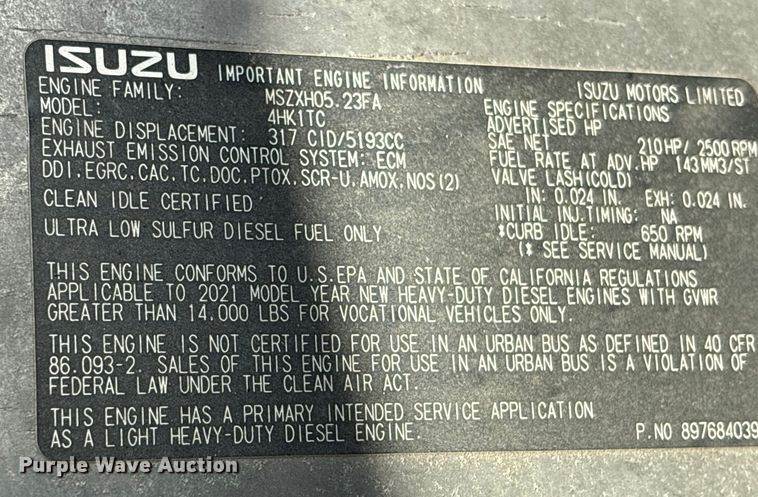 ISUZU IMPORTANT ENGINE INFORMATION ISUZU MOTORS LIMITED
ENGINE FAMILY: MSZXH05.23FA
MODEL: 4HK1TC
ENGINE DISPLACEMENT: 317 CID/5193CC
EXHAUST EMISSION CONTROL SYSTEM: ECM
DDI.EGRC.CAC.TC.DOC.PTOX.SCR-U.AMOX.NOS(2)
CLEAN IDLE CERTIFIED
ULTRA LOW SULFUR DIESEL FUEL ONLY
ENGINE SPECIFICATIONS
ADVERTISED HP
SAE NET 210HP/ 2500RPM
FUEL RATE AT ADV.HP 143MM3/ST
VALVE LASH(COLD)
IN: 0.024 IN. EXH: 0.024 IN.
INITIAL INJ.TIMING: NA
*CURB IDLE: 650 RPM
(* SEE SERVICE MANUAL)
THIS ENGINE CONFORMS TO U.S.EPA AND STATE OF CALIFORNIA REGULATIONS
APPLICABLE TO 2021 MODEL YEAR NEW HEAVY-DUTY DIESEL ENGINES WITH GVWR
GREATER THAN 14.000 LBS FOR VOCATIONAL VEHICLES ONLY.
THIS ENGINE IS NOT CERTIFIED FOR USE IN AN URBAN BUS AS DEFINED IN 40 CFR
86.093-2. SALES OF THIS ENGINE FOR USE IN AN URBAN BUS IS A VIOLATION OF
FEDERAL LAW UNDER THE CLEAN AIR ACT.
THIS ENGINE HAS A PRIMARY INTENDED SERVICE APPLICATION
AS A LIGHT HEAVY-DUTY DIESEL ENGINE. P.NO 897684039
Purple Wave Auction